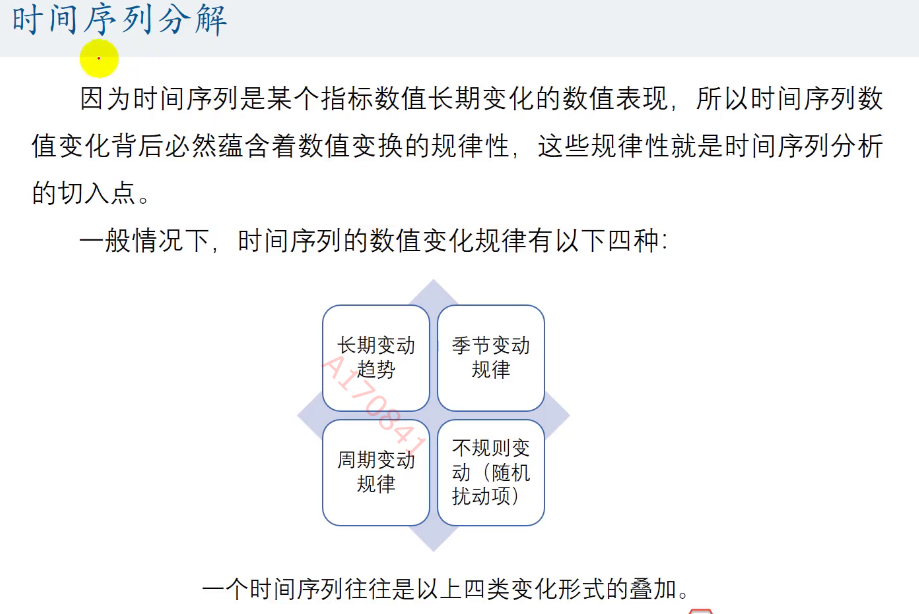 时间序列分解
因为时间序列是某个指标数值长期变化的数值表现，所以时间序列数
值变化背后必然蕴含着数值变换的规律性，这些规律性就是时间序列分析
的切入点。
一般情况下，时间序列的数值变化规律有以下四种：
长期变动
趋势
季节变动
规律
周期变动
规律
不规则变
动（随机
扰动项）
A170841
一个时间序列往往是以上四类变化形式的叠加。